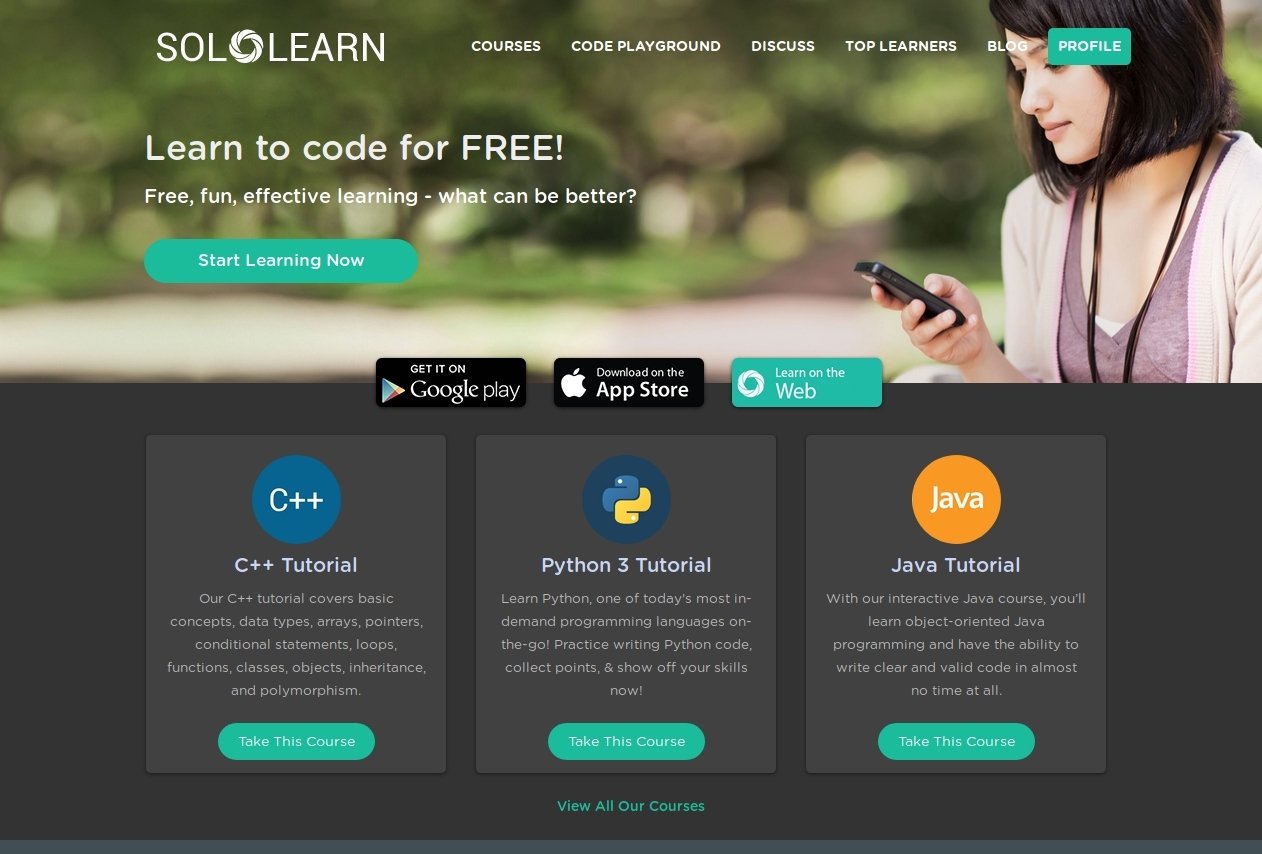 SOLOLEARN
COURSES CODE PLAYGROUND DISCUSS TOP LEARNERS BLOG PROFILE
Learn to code for FREE!
Free, fun, effective learning - what can be better?
Start Learning Now
GET IT ON
Google play
Download on the
App Store
Learn on the
Web
C++
C++ Tutorial
Our C++ tutorial covers basic
concepts, data types, arrays, pointers,
conditional statements, loops,
functions, classes, objects, inheritance,
and polymorphism.
Take This Course
Python 3 Tutorial
Learn Python, one of today's most in-
demand programming languages on-
the-go! Practice writing Python code,
collect points, & show off your skills
now!
Take This Course
Java
Java Tutorial
With our interactive Java course, you'll
learn object-oriented Java
programming and have the ability to
write clear and valid code in almost
no time at all.
Take This Course
View All Our Courses